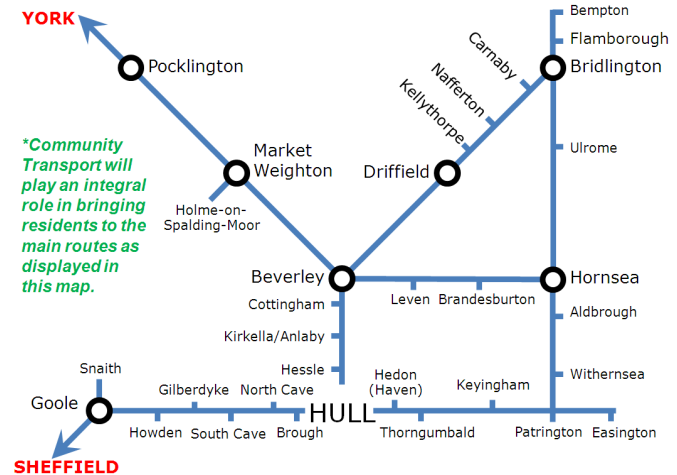 YORK
Bempton
Flamborough
Pocklington
Carnaby
Bridlington
Nafferton
Kellythorpe
*Community
Transport will
play an integral
role in bringing
residents to the
main routes as
displayed in
this map.
Ulrome
Market
Weighton
Driffield
Holme-on-
Spalding-Moor
Beverley
Hornsea
Leven
Brandesburton
Cottingham
Aldbrough
Kirkella/Anlaby
Hessle
Withernsea
Snaith
Gilberdyke
North Cave
Hedon
(Haven)
Keyingham
Goole
HULL
Howden
South Cave
Brough
Thorngumbald
Patrington
Easington
SHEFFIELD